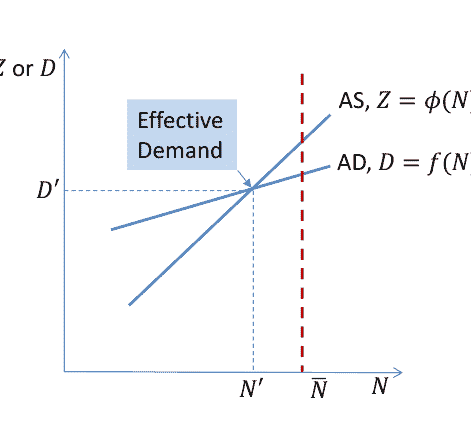 Z or D
AS, Z = ϕ(N)
Effective
Demand
AD, D = f(N)
D′
N′
N̅
N